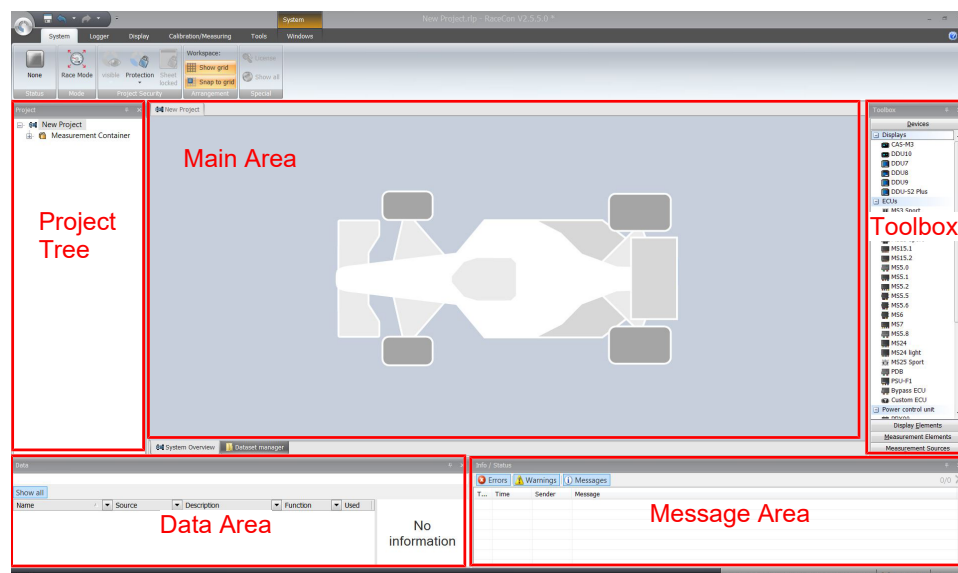 System
New Project.rlp - RaceCon V2.5.5.0 *
System
Logger
Display
Calibration/Measuring
Tools
Windows
None
Race Mode
visible
Protection
Sheet
locked
Workspace:
Show grid
Snap to grid
License
Show all
Status
Mode
Project Security
Arrangement
Special
Project
New Project
Measurement Container
Project
Tree
New Project
Main Area
System Overview
Dataset manager
Toolbox
Devices
Displays
CAS-M3
DDU10
DDU7
DDU8
DDU9
DDU-S2 Plus
ECUs
MS3 Sport
Toolbox
MS15.1
MS15.2
MS5.0
MS5.1
MS5.2
MS5.5
MS5.6
MS6
MS7
MS5.8
MS24
MS24 light
MS25 Sport
PDB
PSU-F1
Bypass ECU
Custom ECU
Power control unit
Display Elements
Measurement Elements
Measurement Sources
Data
Show all
Name
Source
Description
Function
Used
Data Area
No
information
Info / Status
Errors
Warnings
Messages
0/0
T...
Time
Sender
Message
Message Area